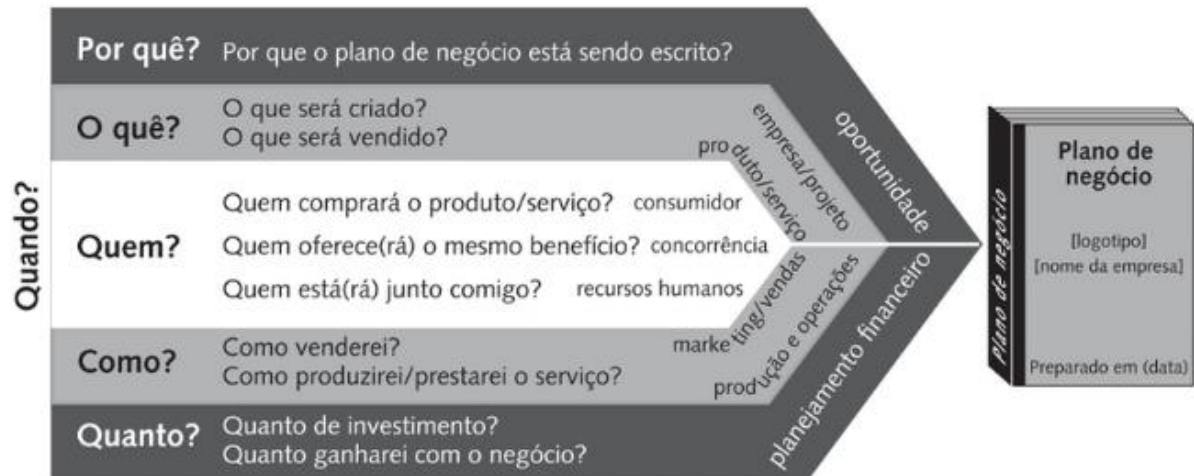 Quando?
Por quê?
Por que o plano de negócio está sendo escrito?
oportunidade
O quê?
O que será criado?
O que será vendido?
empresa/projeto
produto/serviço
Quem?
Quem comprará o produto/serviço? consumidor
Quem oferece(rá) o mesmo benefício? concorrência
Quem está(rá) junto comigo? recursos humanos
Como?
Como venderei?
Como produzirei/prestarei o serviço?
marketing/vendas
produção e operações
Quanto?
Quanto de investimento?
Quanto ganharei com o negócio?
planejamento financeiro
Plano de negócio
Plano de
negócio
[logotipo]
[nome da empresa]
Preparado em (data)